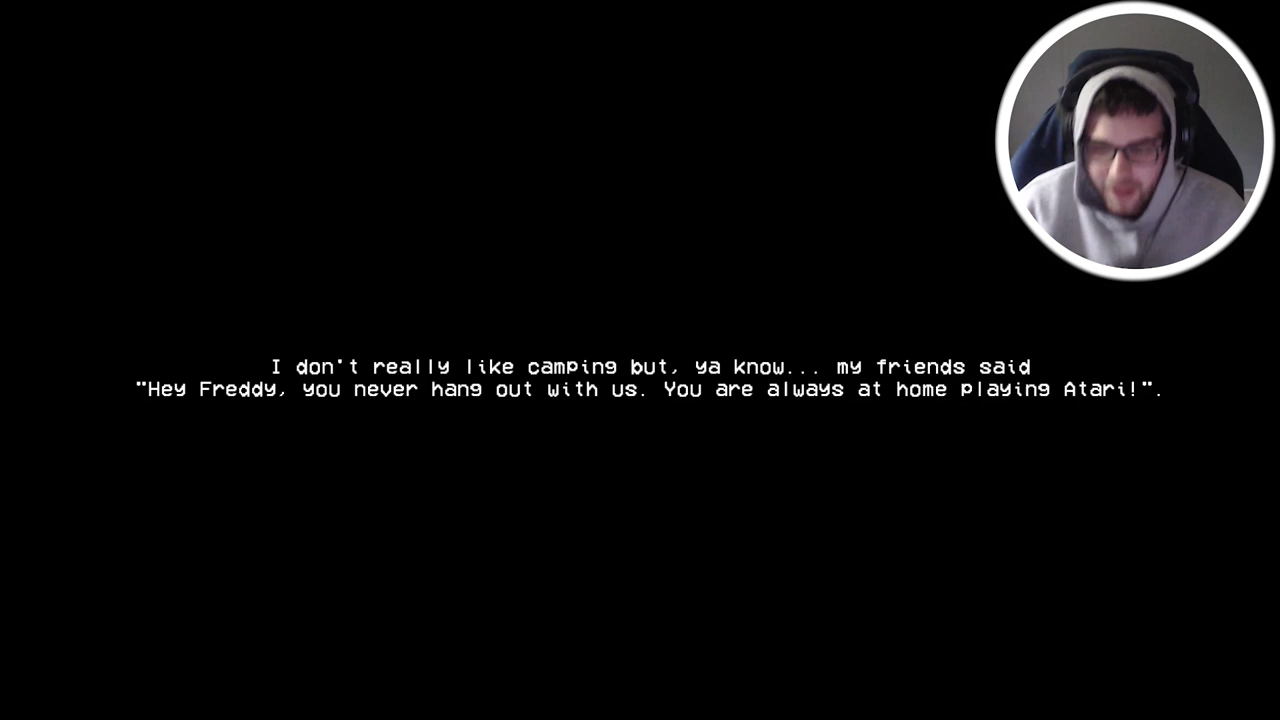 I don't really like camping but, ya know... my friends said
"Hey Freddy, you never hang out with us. You are always at home playing Atari!".